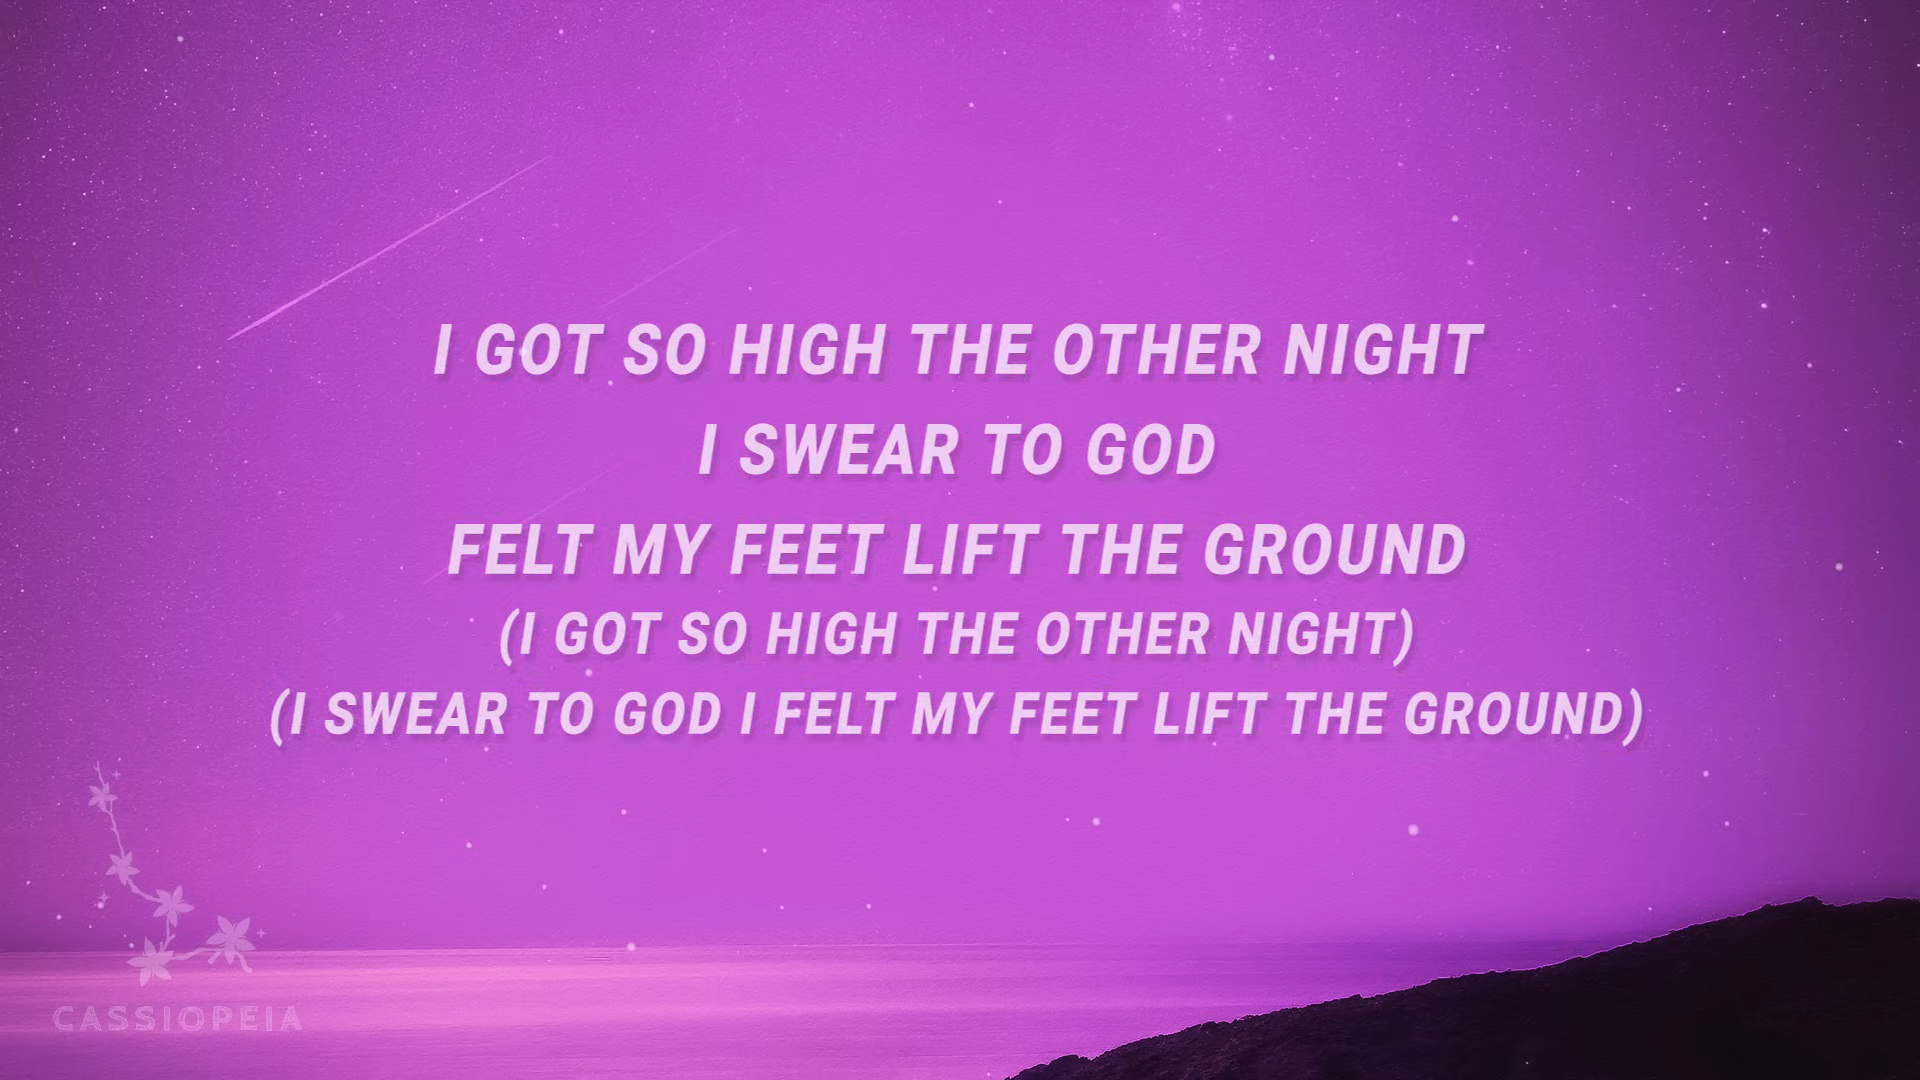 I GOT SO HIGH THE OTHER NIGHT
I SWEAR TO GOD
FELT MY FEET LIFT THE GROUND
(I GOT SO HIGH THE OTHER NIGHT)
(I SWEAR TO GOD I FELT MY FEET LIFT THE GROUND)
CASSIOPEIA